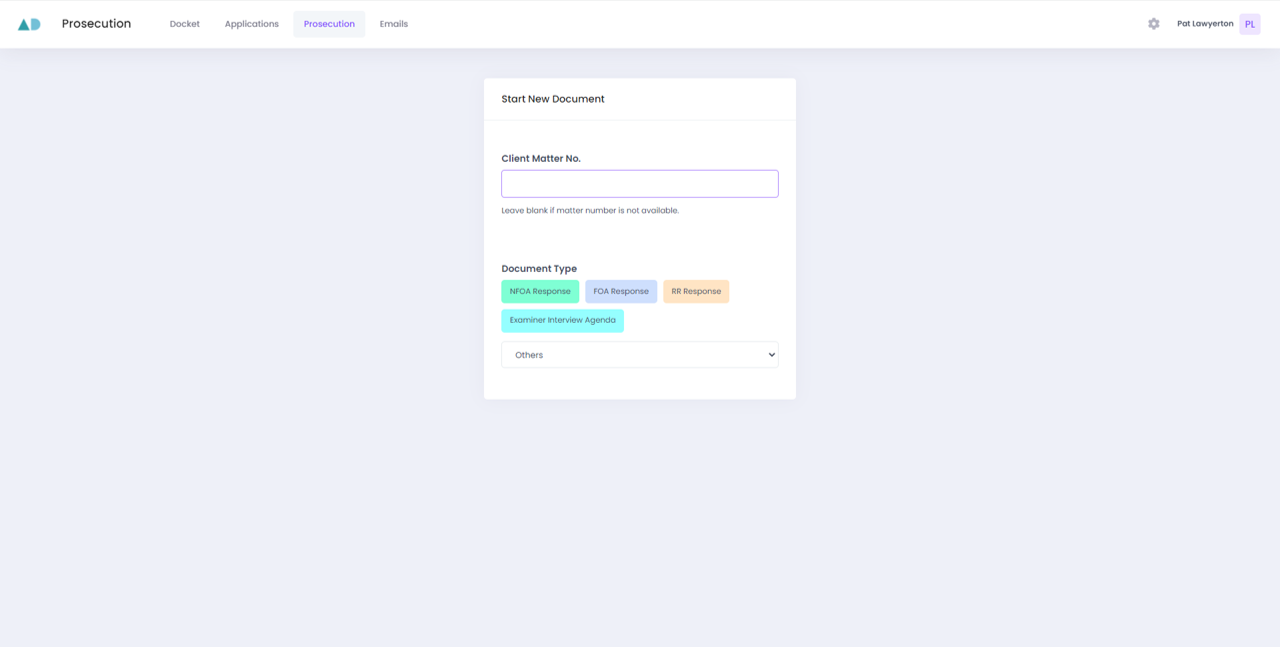 Prosecution Docket Applications Prosecution Emails Pat Lawyerton PL
Start New Document
Client Matter No.
Leave blank if matter number is not available.
Document Type
NFOA Response FOA Response RR Response
Examiner Interview Agenda
Others